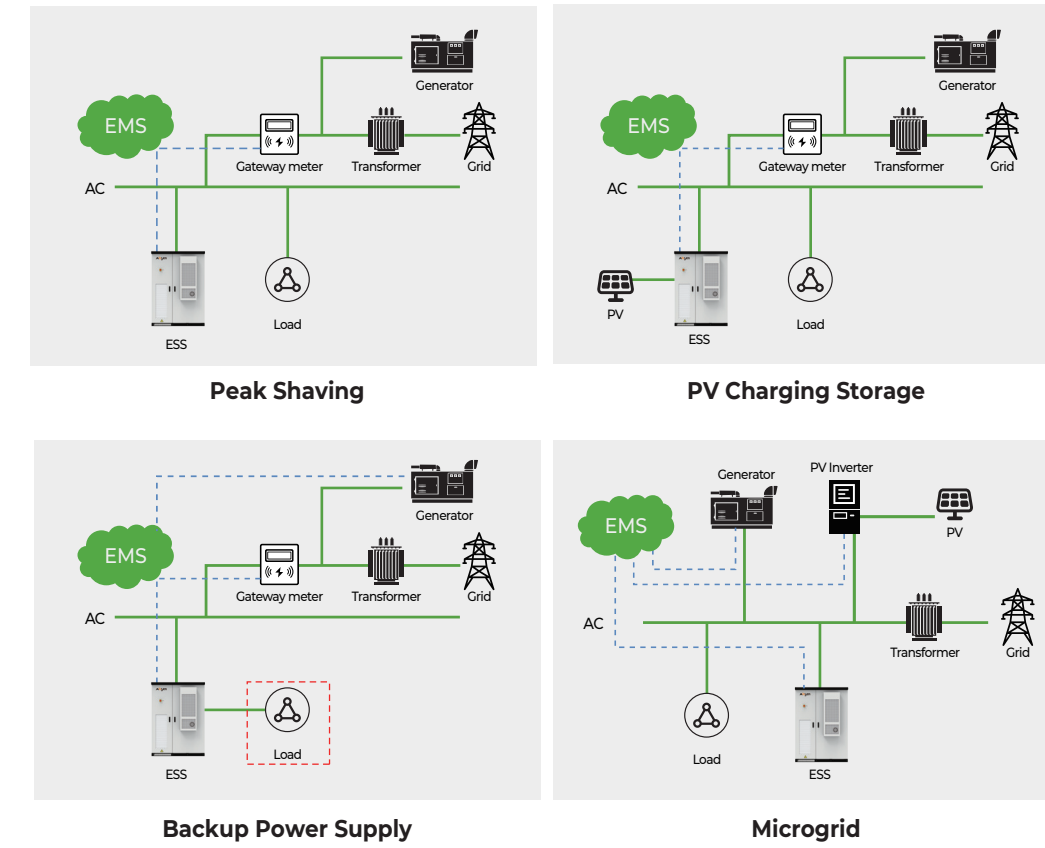 Generator
EMS
Gateway meter
Transformer
Grid
AC
Load
ESS
Peak Shaving
Generator
EMS
Gateway meter
Transformer
Grid
AC
PV
Load
ESS
PV Charging Storage
Generator
EMS
Gateway meter
Transformer
Grid
AC
Load
ESS
Backup Power Supply
PV Inverter
Generator
EMS
PV
AC
Transformer
Grid
Load
ESS
Microgrid